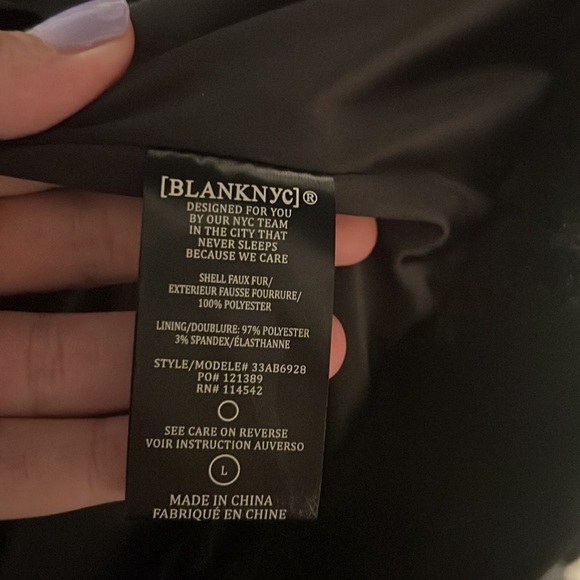 [BLANKNYC]®
DESIGNED FOR YOU
BY OUR NYC TEAM
IN THE CITY THAT
NEVER SLEEPS
BECAUSE WE CARE
SHELL FAUX FUR/
EXTERIEUR FAUSSE FOURRURE/
100% POLYESTER
LINING/DOUBLURE: 97% POLYESTER
3% SPANDEX/ÉLASTHANNE
STYLE/MODELE# 33AB6928
PO# 121389
RN# 114542
SEE CARE ON REVERSE
VOIR INSTRUCTION AUVERSO
L
MADE IN CHINA
FABRIQUÉ EN CHINE